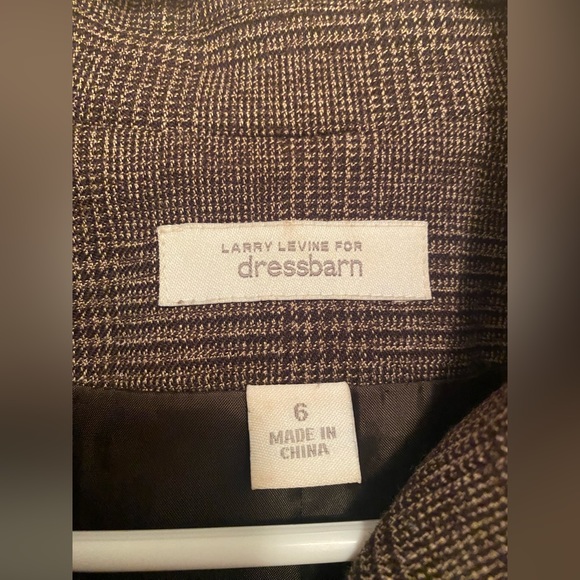 LARRY LEVINE FOR
dressbarn
6
MADE IN
CHINA